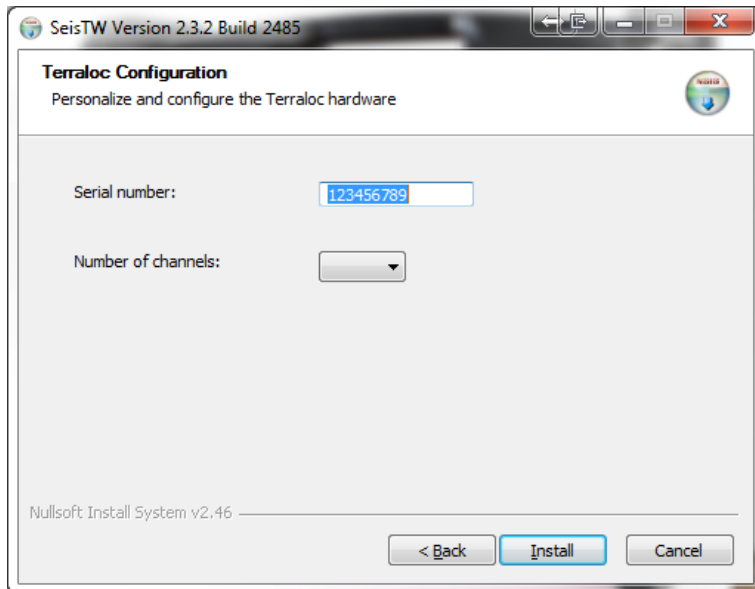 SeisTW Version 2.3.2 Build 2485
Terraloc Configuration
Personalize and configure the Terraloc hardware
Serial number: 123456789
Number of channels:
Nullsoft Install System v2.46
< Back Install Cancel